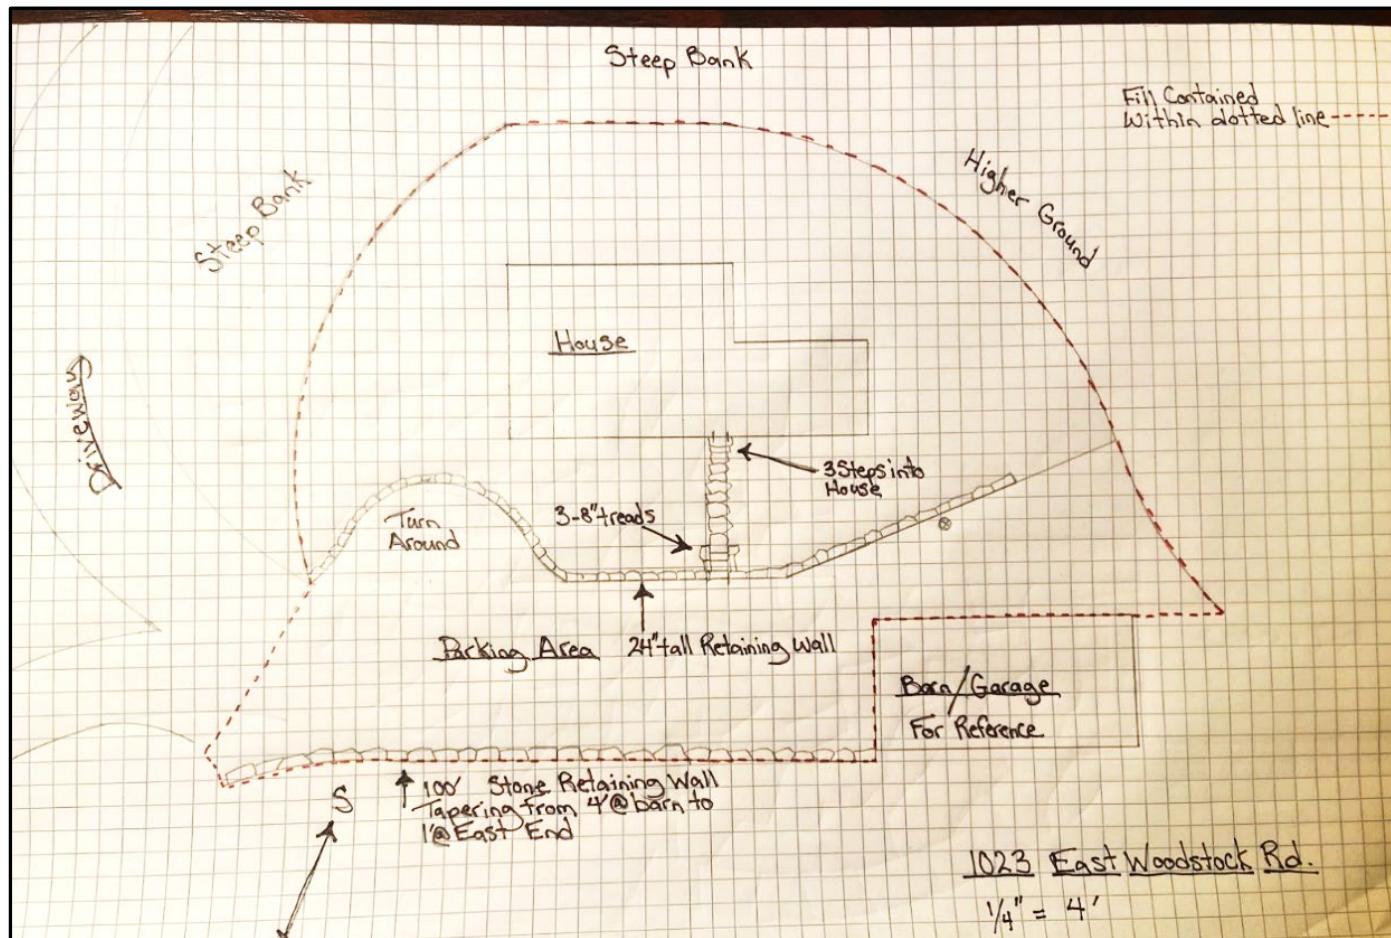 Steep Bank
Fill Contained
Within dotted line
Higher Ground
Steep Bank
House
Driveway
3 Steps into
House
3-8" treads
Turn
Around
Parking Area
24" tall Retaining Wall
Barn/Garage
For Reference
100' Stone Retaining Wall
Tapering from 4'@ barn to
1'@ East End
S
1023 East Woodstock Rd.
1/4" = 4'